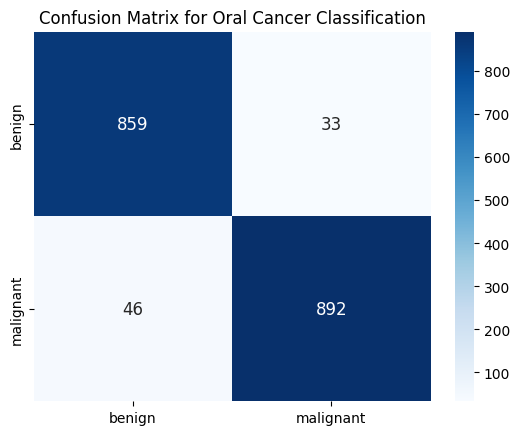 Confusion Matrix for Oral Cancer Classification
benign
859
33
malignant
46
892
benign
malignant
800
700
600
500
400
300
200
100